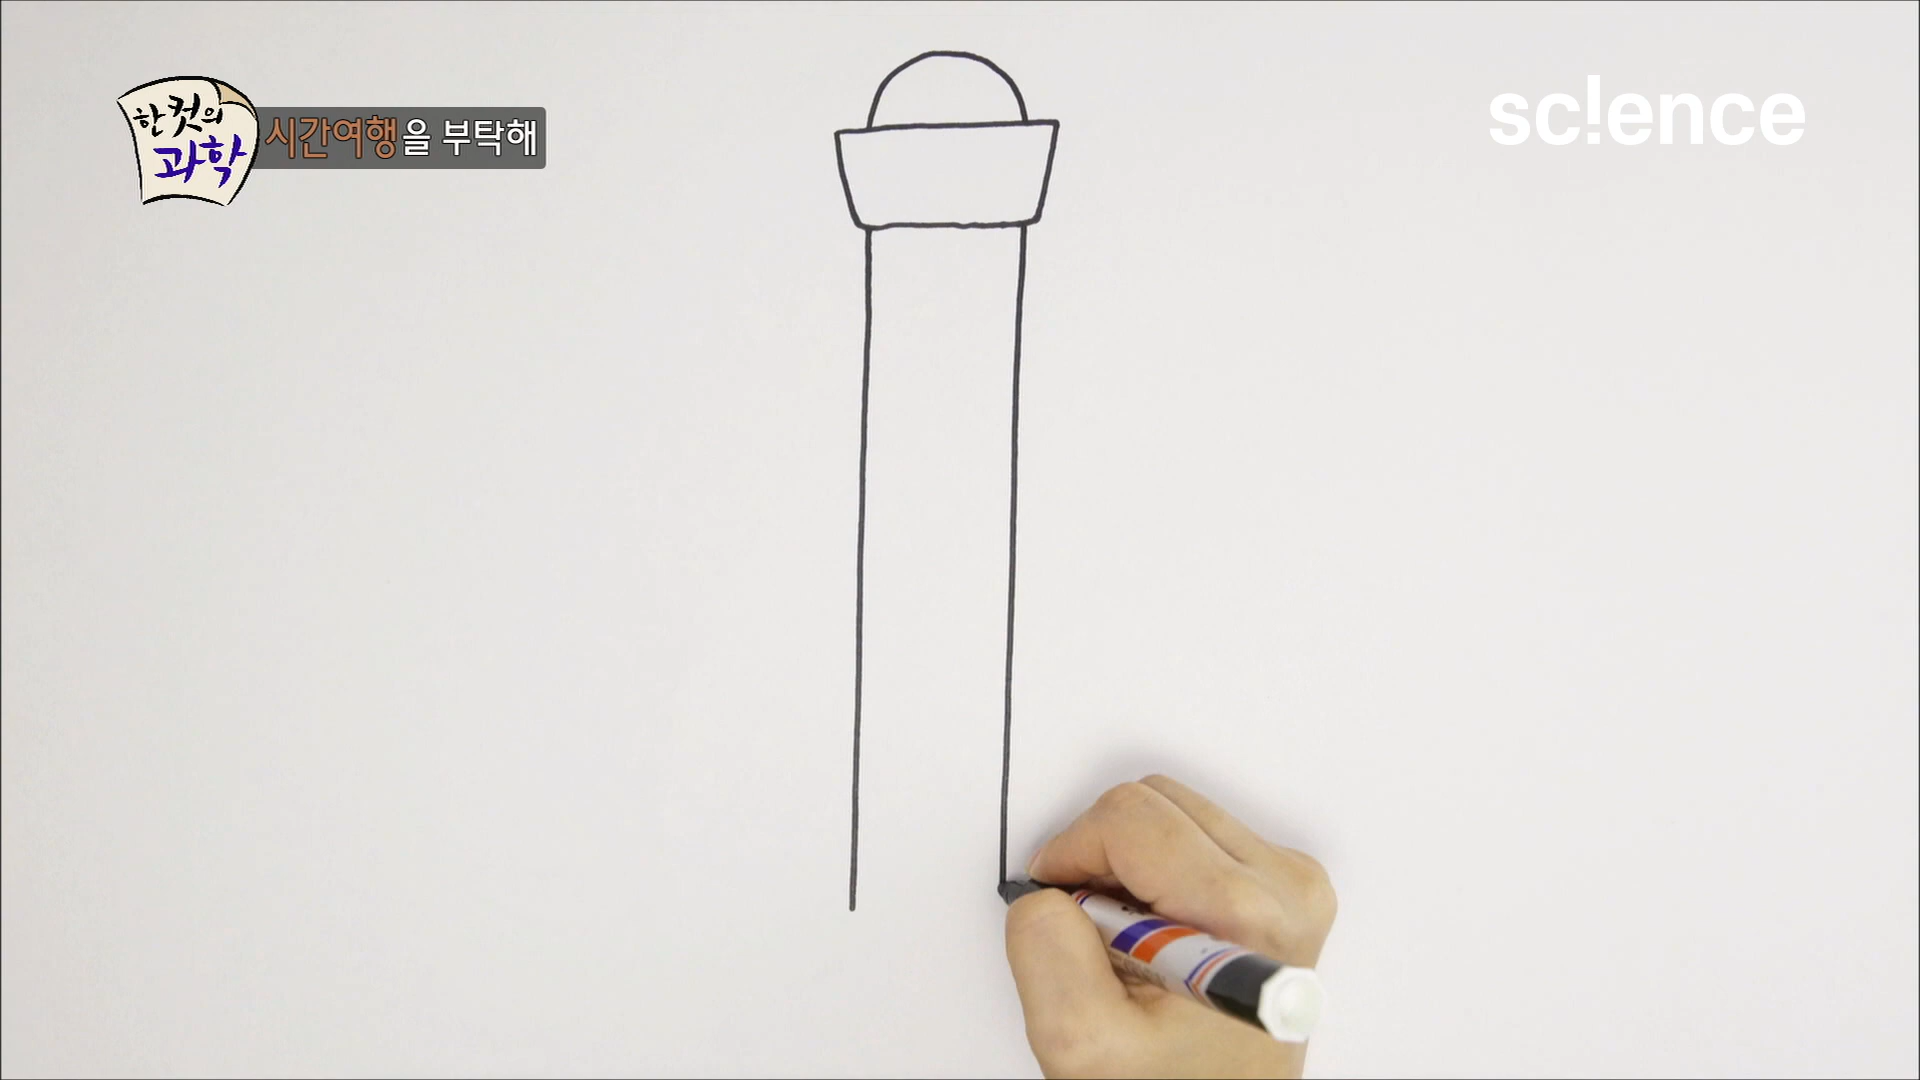 한 컷의
과학
시간여행을 부탁해
sc!ence